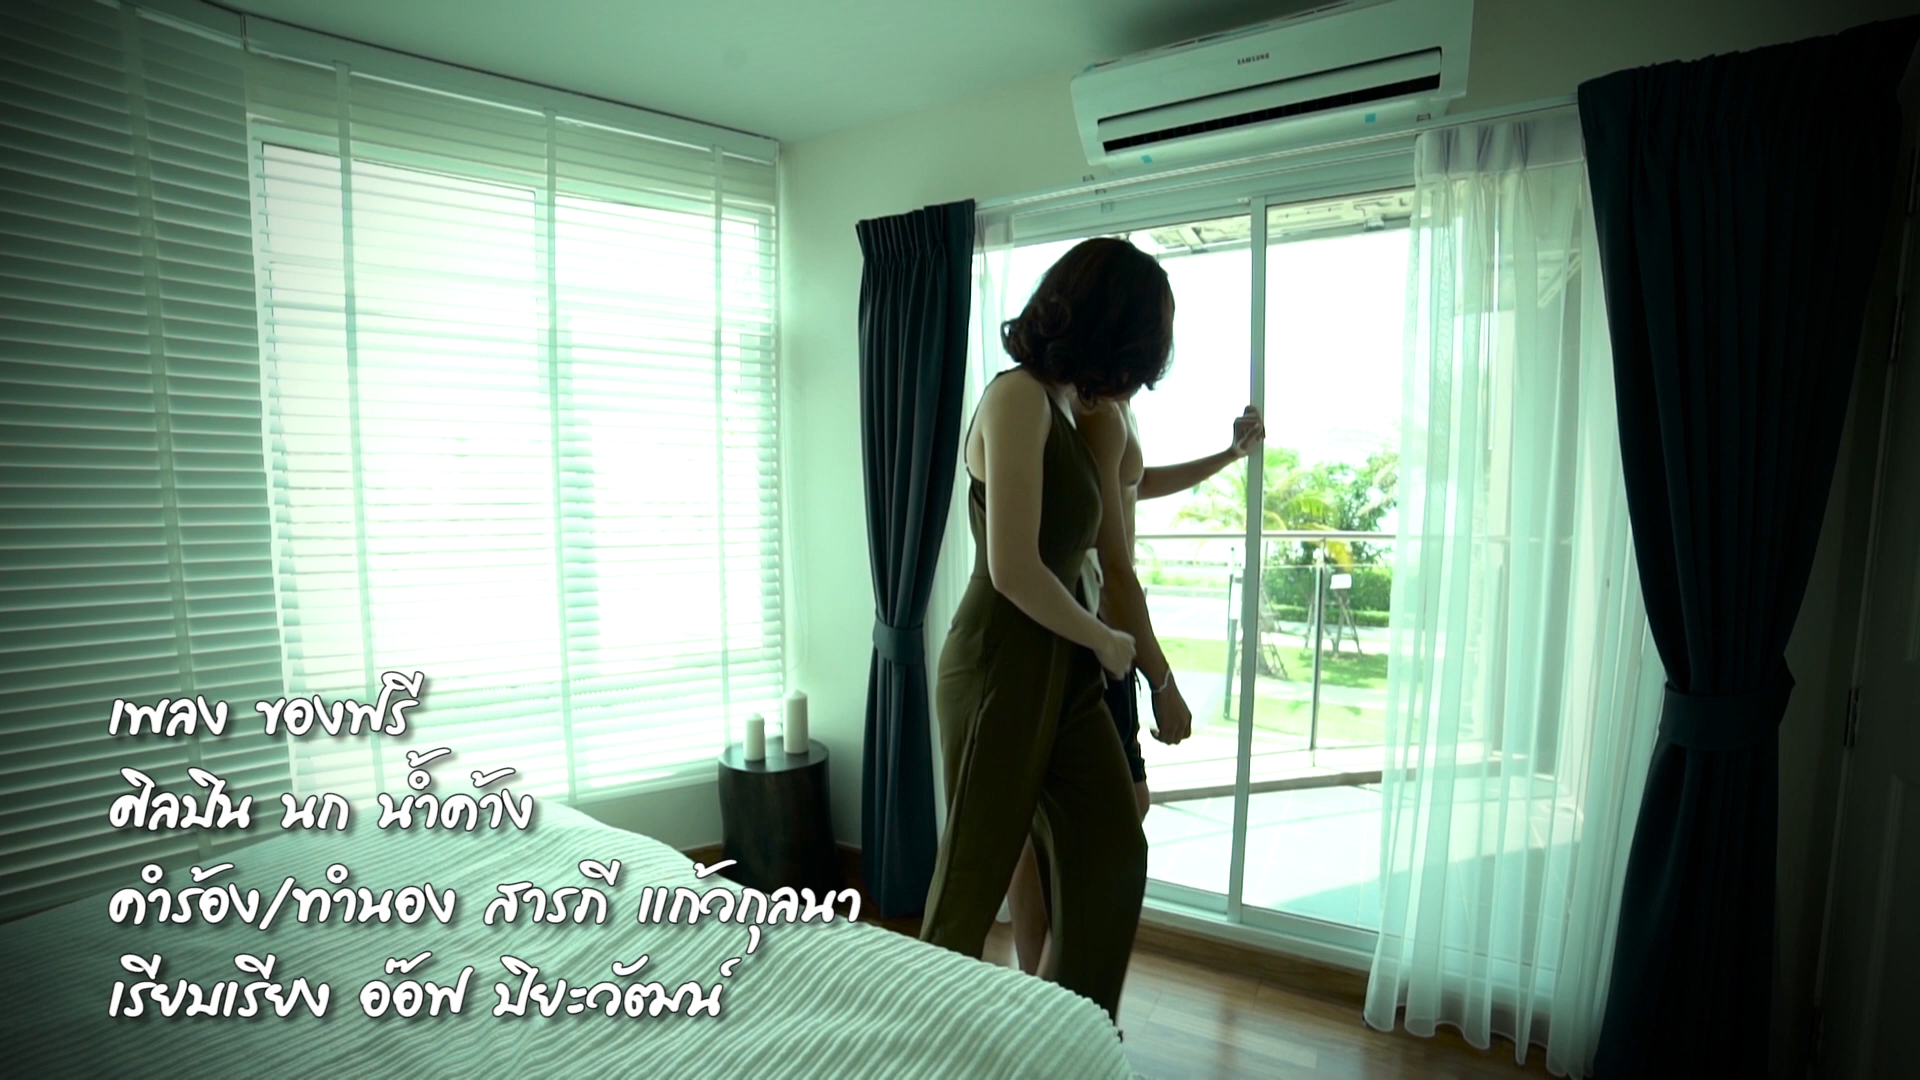 SAMSUNG
เพลง ของฟรี
ศิลปิน นก น้ำค้าง
คำร้อง/ทำนอง สารภี แก้วกุลนา
เรียบเรียง อ๊อฟ ปิยะวัฒน์